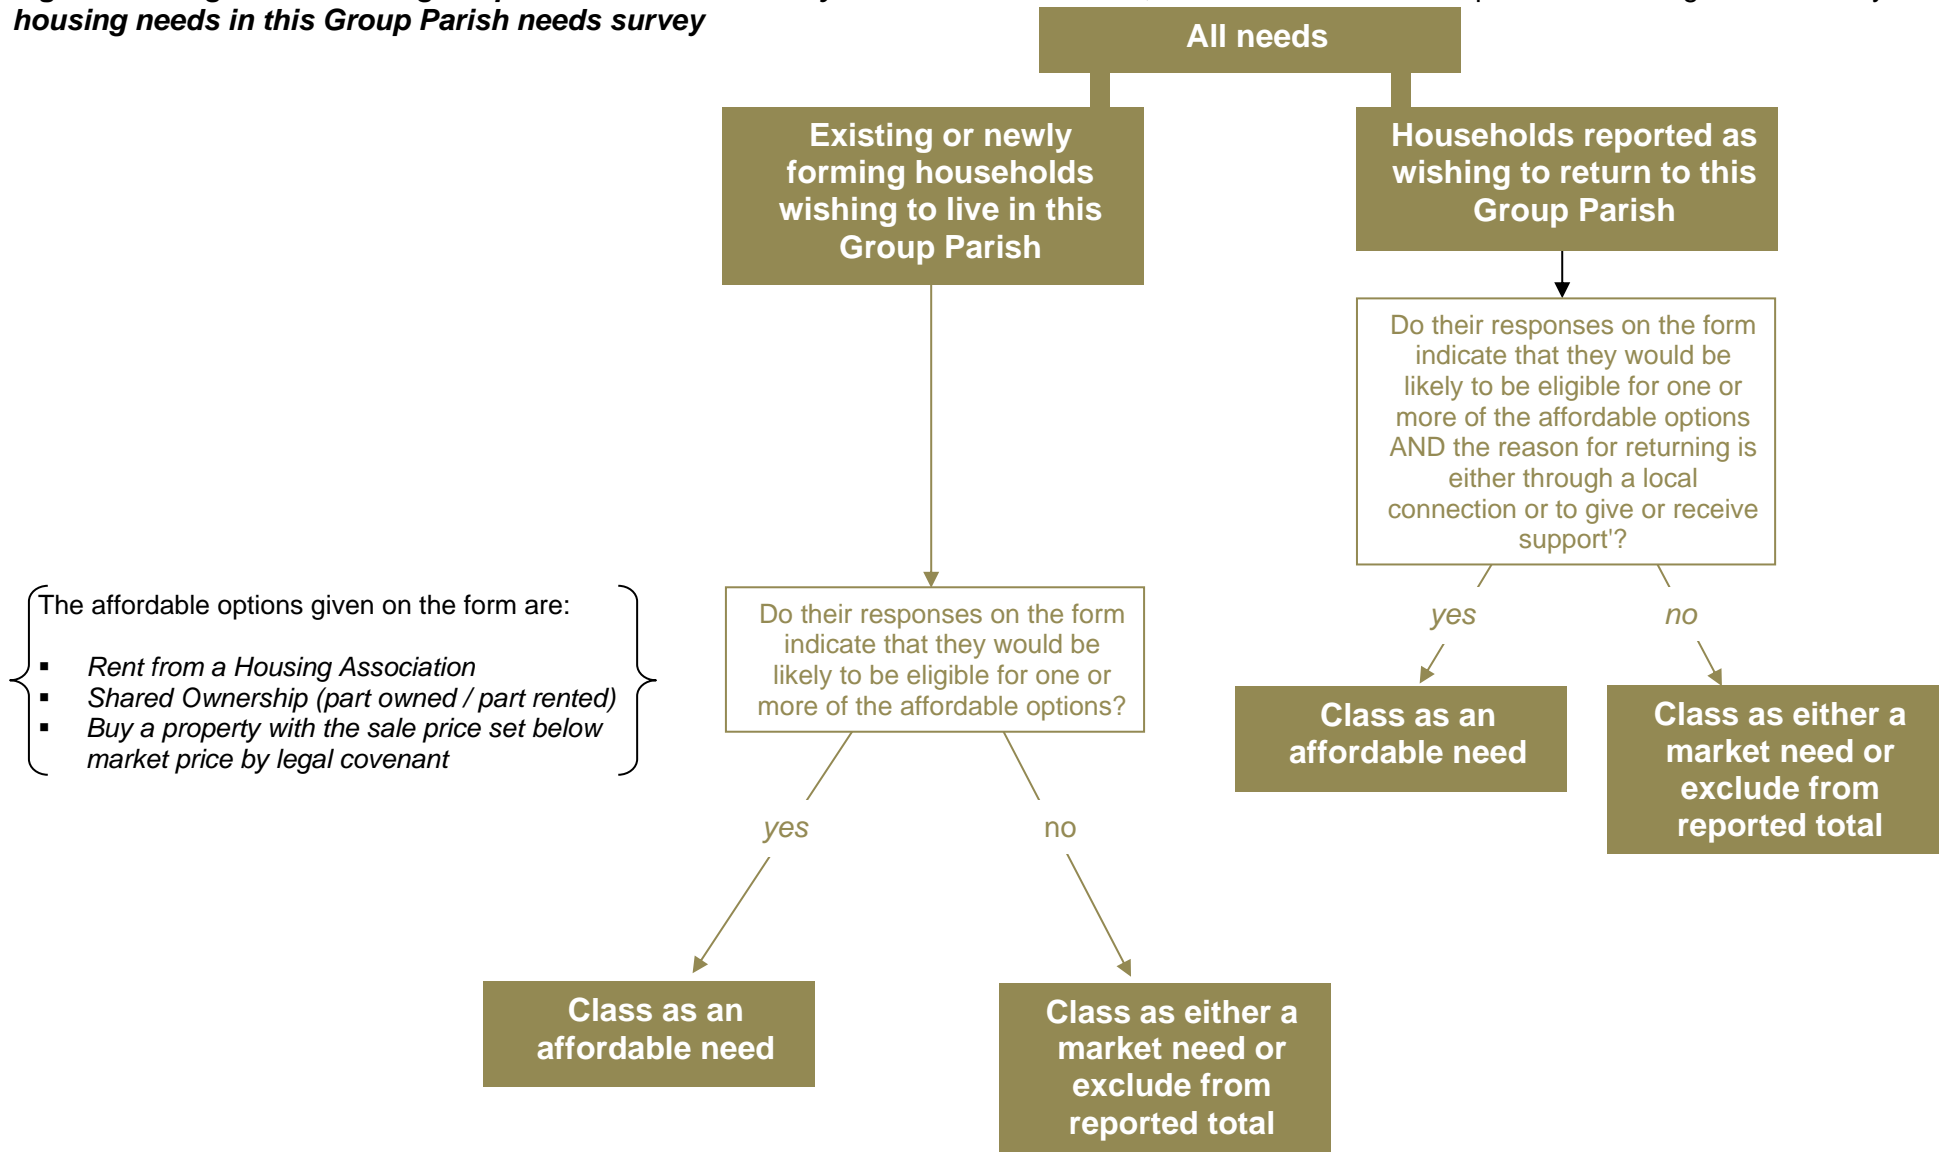 housing needs in this Group Parish needs survey
All needs
Existing or newly
forming households
wishing to live in this
Group Parish
Households reported as
wishing to return to this
Group Parish
Do their responses on the form
indicate that they would be
likely to be eligible for one or
more of the affordable options
AND the reason for returning is
either through a local
connection or to give or receive
support'?
The affordable options given on the form are:
▪ Rent from a Housing Association
▪ Shared Ownership (part owned / part rented)
▪ Buy a property with the sale price set below
market price by legal covenant
Do their responses on the form
indicate that they would be
likely to be eligible for one or
more of the affordable options?
yes
no
Class as an
affordable need
Class as either a
market need or
exclude from
reported total
yes
no
Class as an
affordable need
Class as either a
market need or
exclude from
reported total